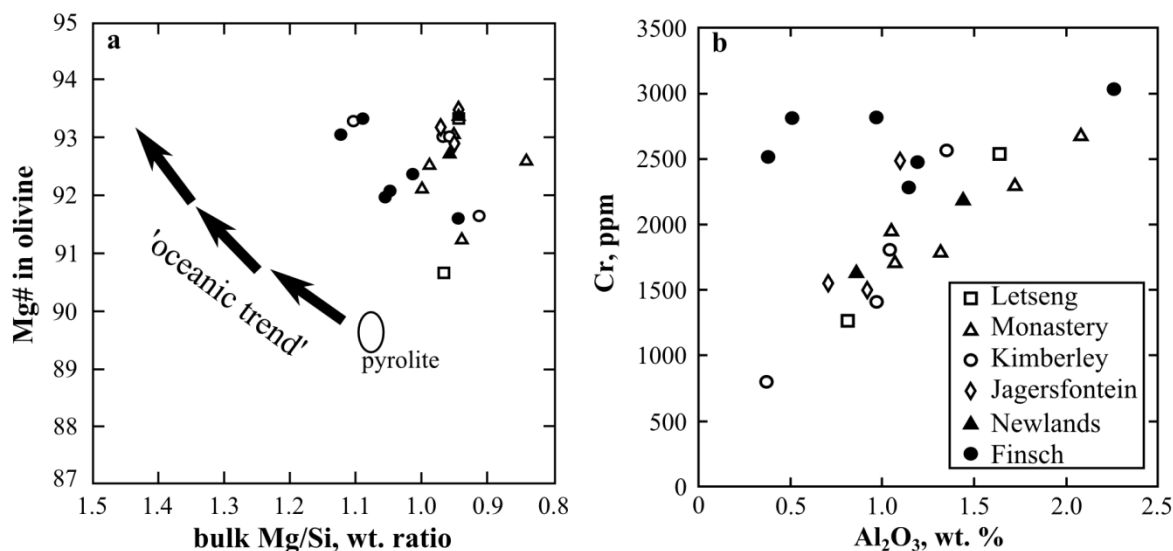 a
95
94
93
92
91
90
89
88
87
Mg# in olivine
'oceanic trend'
pyrolite
1.5 1.4 1.3 1.2 1.1 1.0 0.9 0.8
bulk Mg/Si, wt. ratio
b
3500
3000
2500
2000
1500
1000
500
0
Cr, ppm
Letseng
Monastery
Kimberley
Jagersfontein
Newlands
Finsch
0 0.5 1.0 1.5 2.0 2.5
Al₂O₃, wt. %